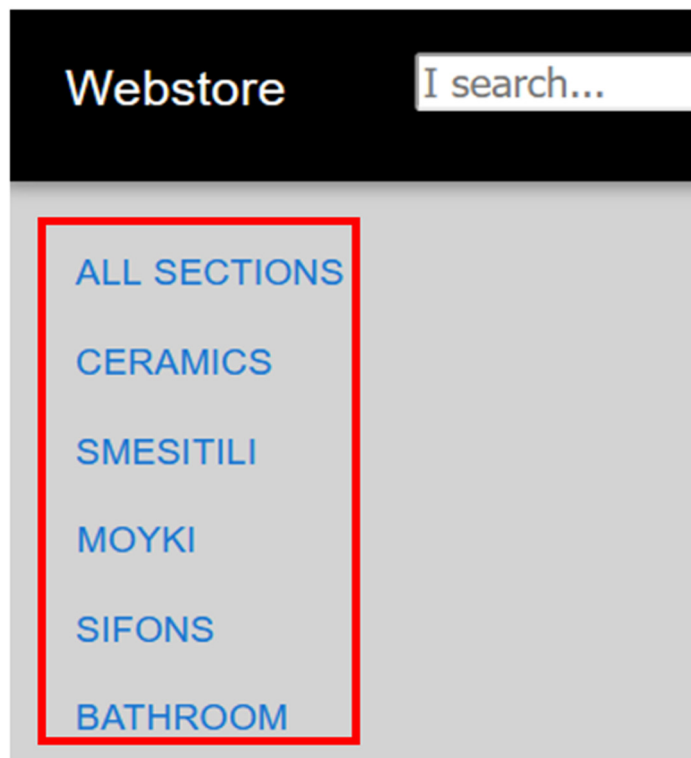 Webstore
I search...
ALL SECTIONS
CERAMICS
SMESITILI
MOYKI
SIFONS
BATHROOM